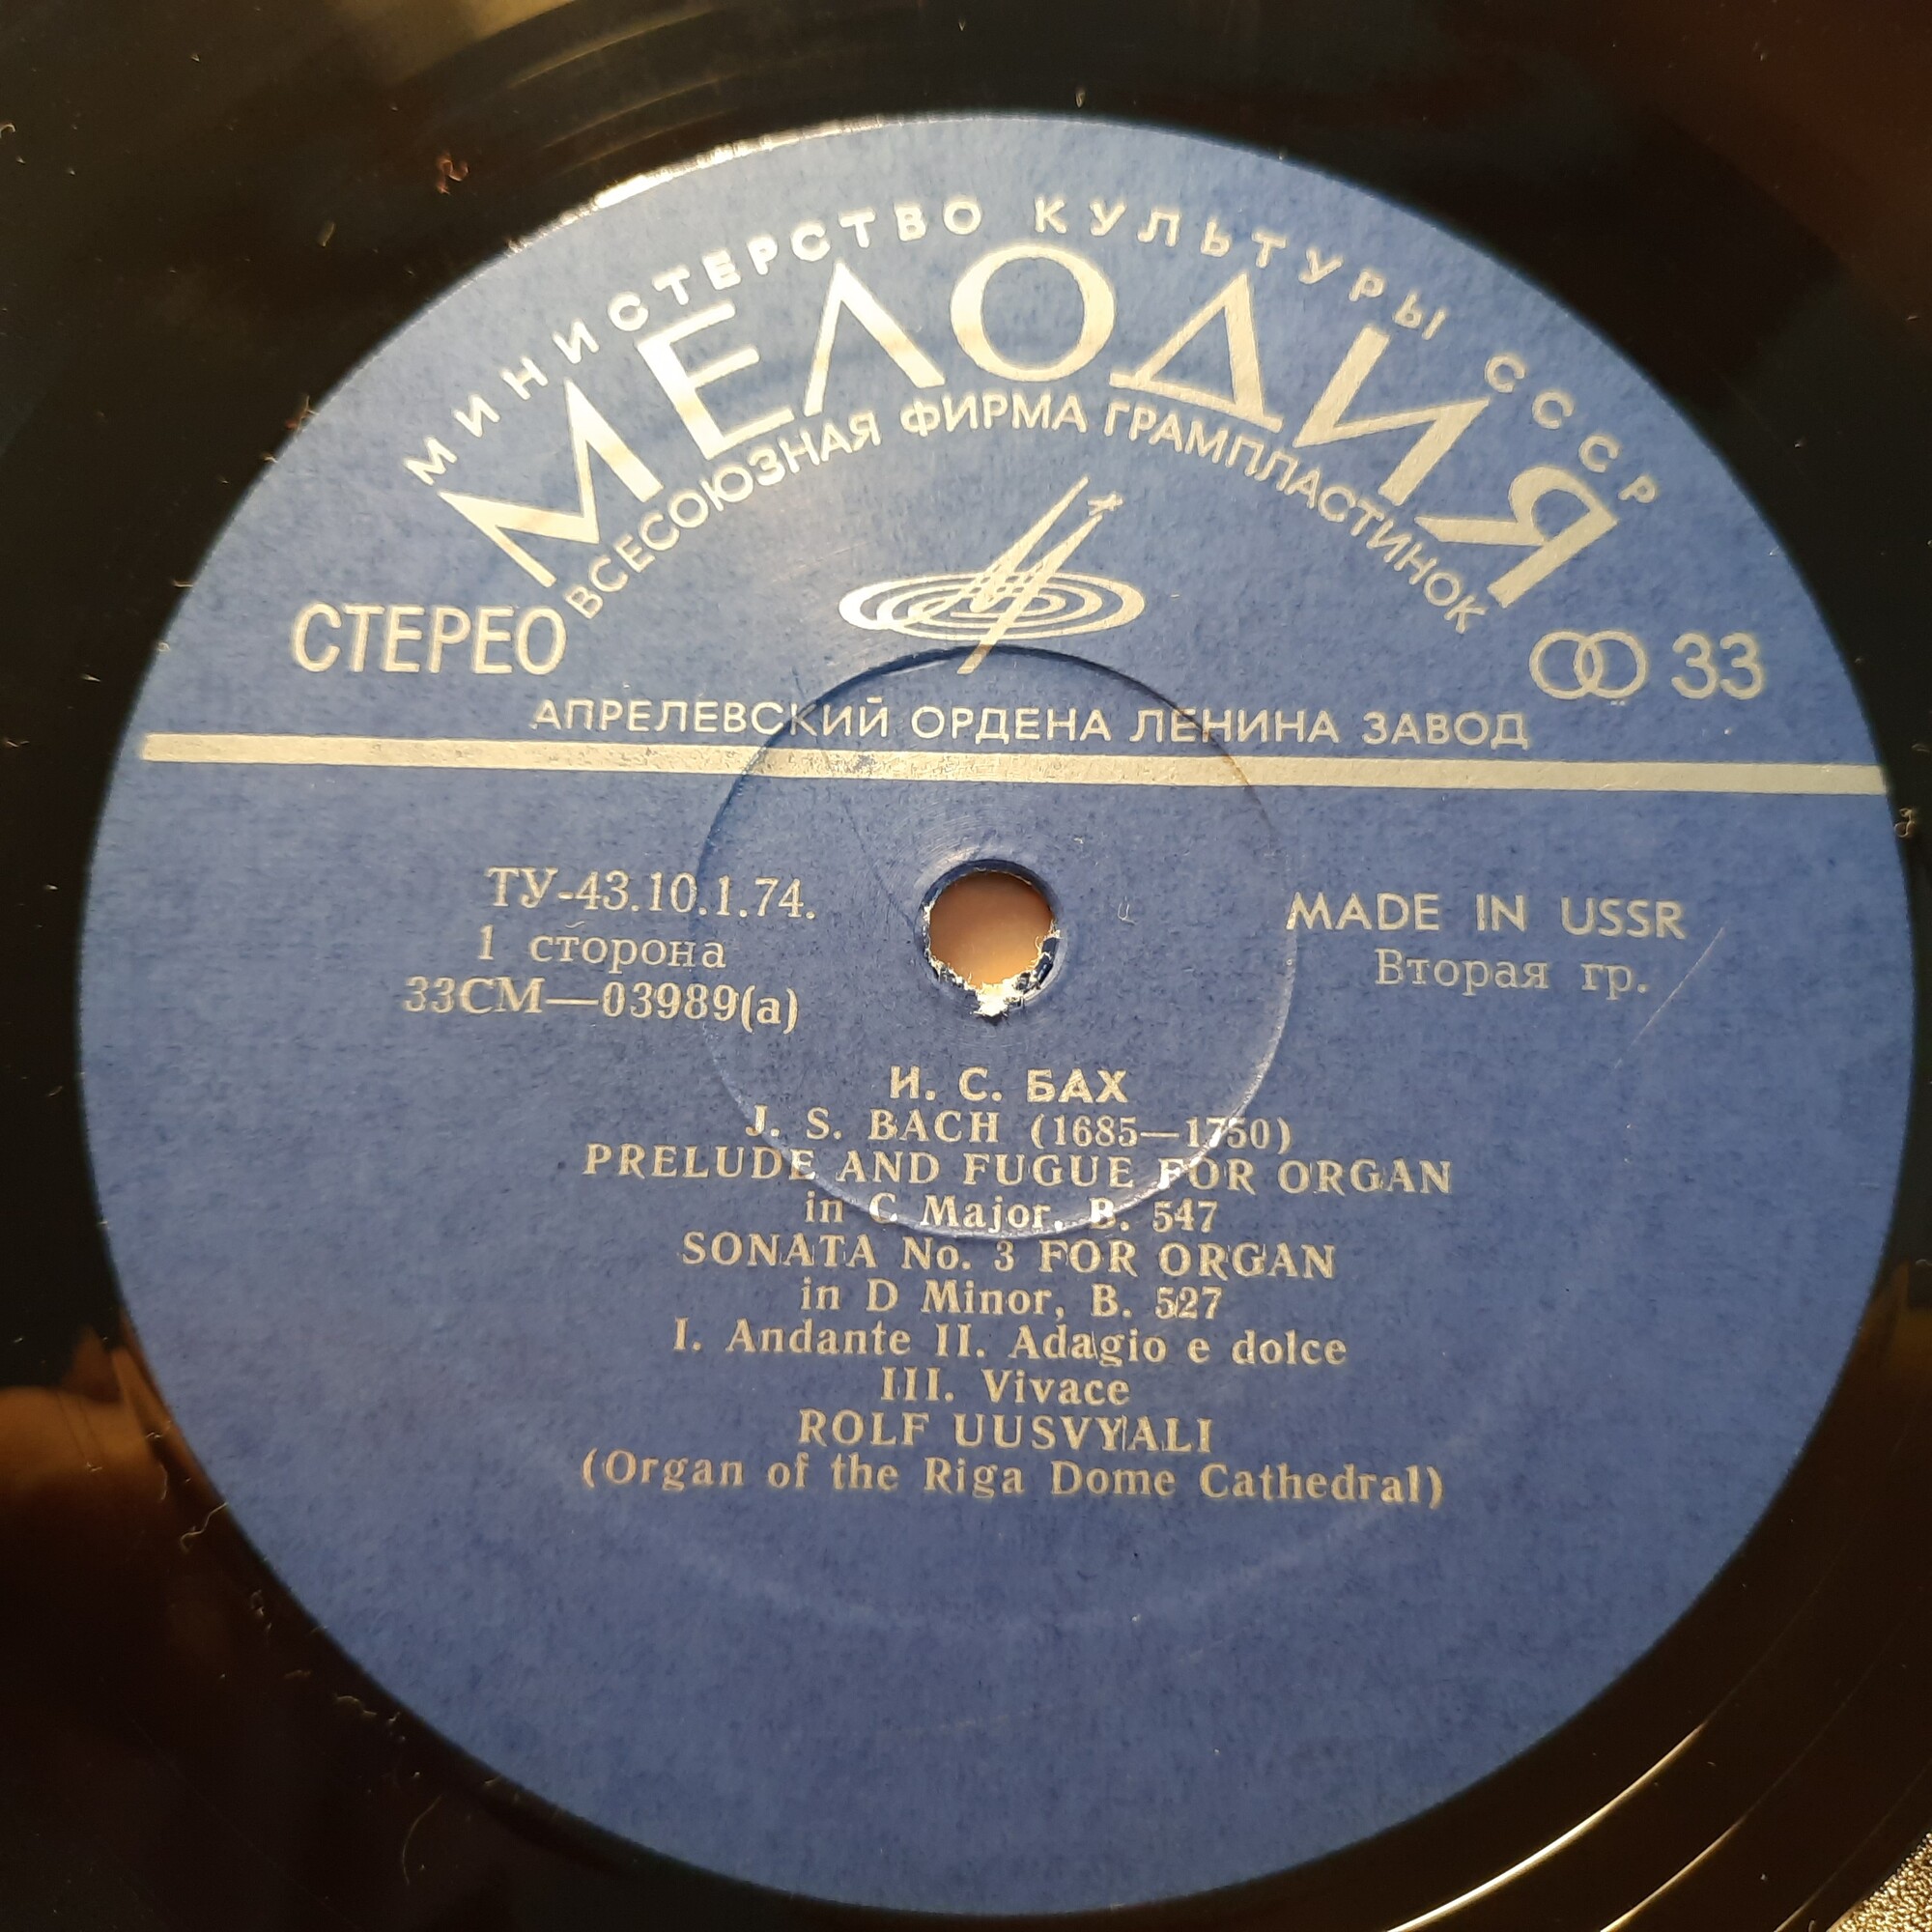 МИНИСТЕРСТВО КУЛЬТУРЫ СССР
МЕЛОДИЯ
ВСЕСОЮЗНАЯ ФИРМА ГРАМПЛАСТИНОК
СТЕРЕО
33
АПРЕЛЕВСКИЙ ОРДЕНА ЛЕНИНА ЗАВОД
ТУ-43.10.1.74.
1 сторона
33СМ—03989(а)
MADE IN USSR
Вторая гр.
И. С. БАХ
J. S. BACH (1685—1750)
PRELUDE AND FUGUE FOR ORGAN
in C Major, B. 547
SONATA No. 3 FOR ORGAN
in D Minor, B. 527
I. Andante II. Adagio e dolce
III. Vivace
ROLF UUSVYALI
(Organ of the Riga Dome Cathedral)